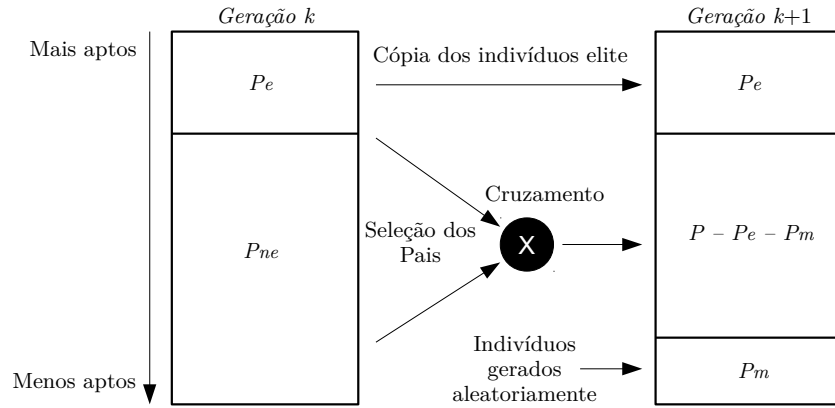 Geração k
Geração k+1
Mais aptos
Cópia dos indivíduos elite
Pe
Pe
Cruzamento
Seleção dos
Pais
X
Pne
P – Pe – Pm
Indivíduos
gerados
aleatoriamente
Pm
Menos aptos